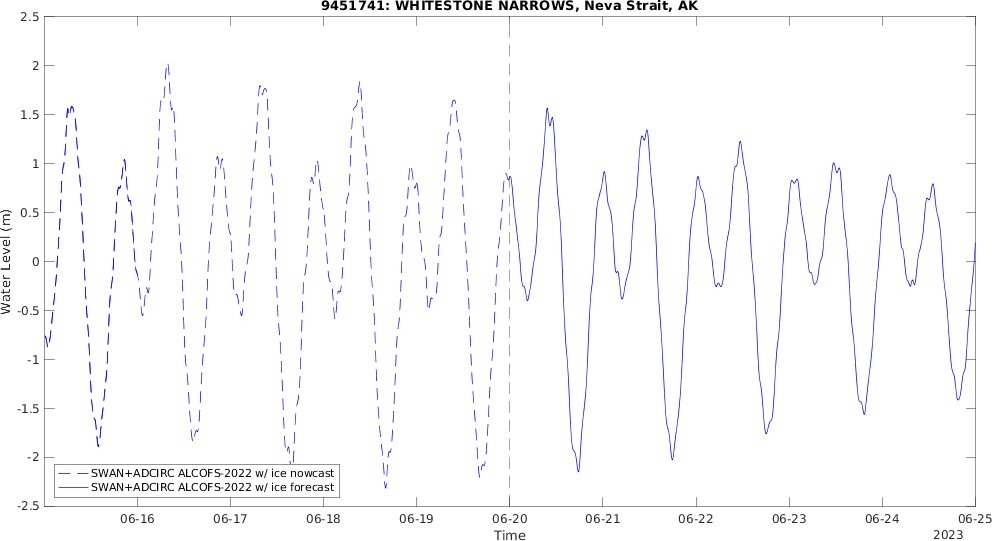 9451741: WHITESTONE NARROWS, Neva Strait, AK
2.5
2
1.5
1
0.5
0
-0.5
-1
-1.5
-2
-2.5
Water Level (m)
SWAN+ADCIRC ALCOFS-2022 w/ ice nowcast
SWAN+ADCIRC ALCOFS-2022 w/ ice forecast
06-16 06-17 06-18 06-19 06-20 06-21 06-22 06-23 06-24 06-25
Time
2023